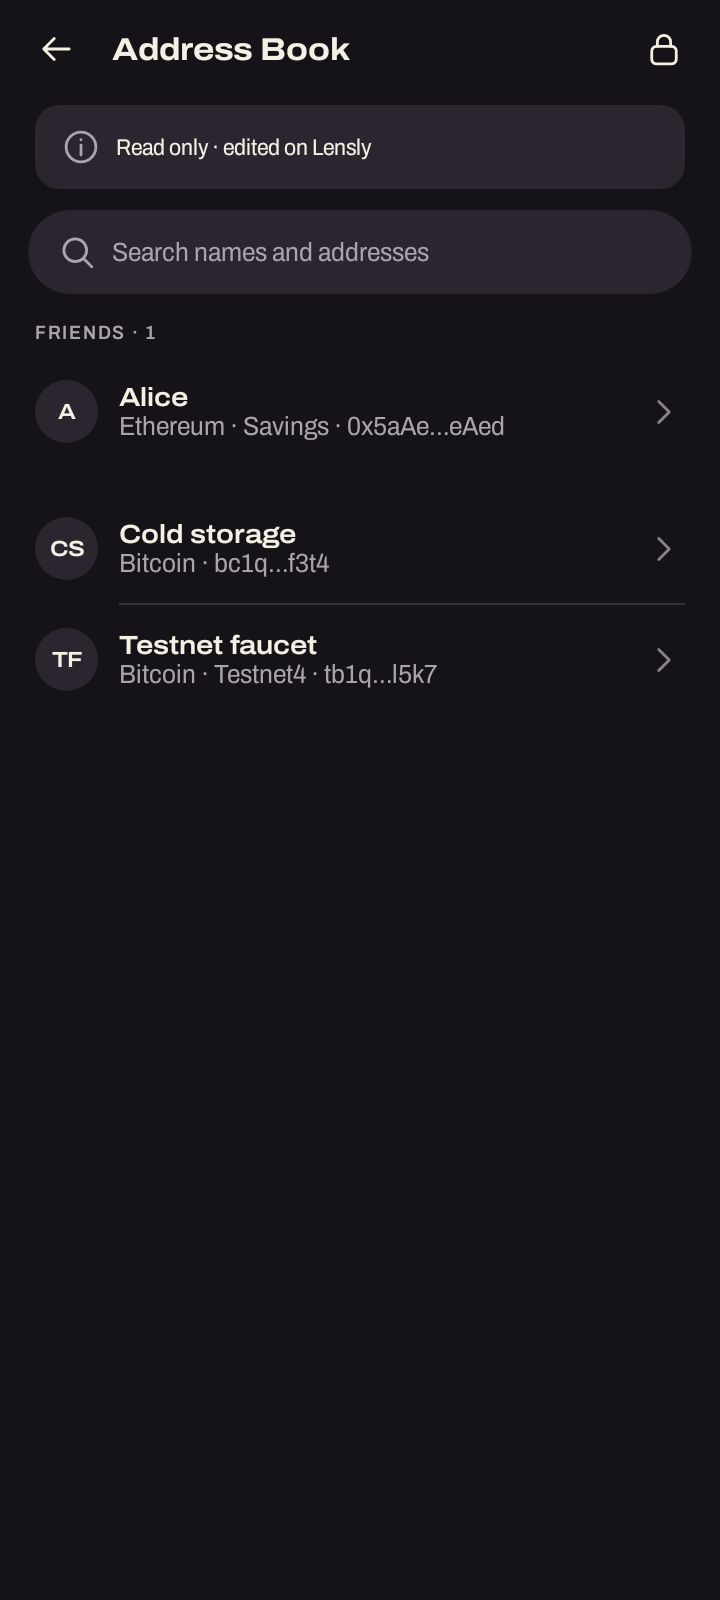 Address Book
Read only · edited on Lensly
Search names and addresses
FRIENDS · 1
A
Alice
Ethereum · Savings · 0x5aAe...eAed
CS
Cold storage
Bitcoin · bc1q...f3t4
TF
Testnet faucet
Bitcoin · Testnet4 · tb1q...l5k7